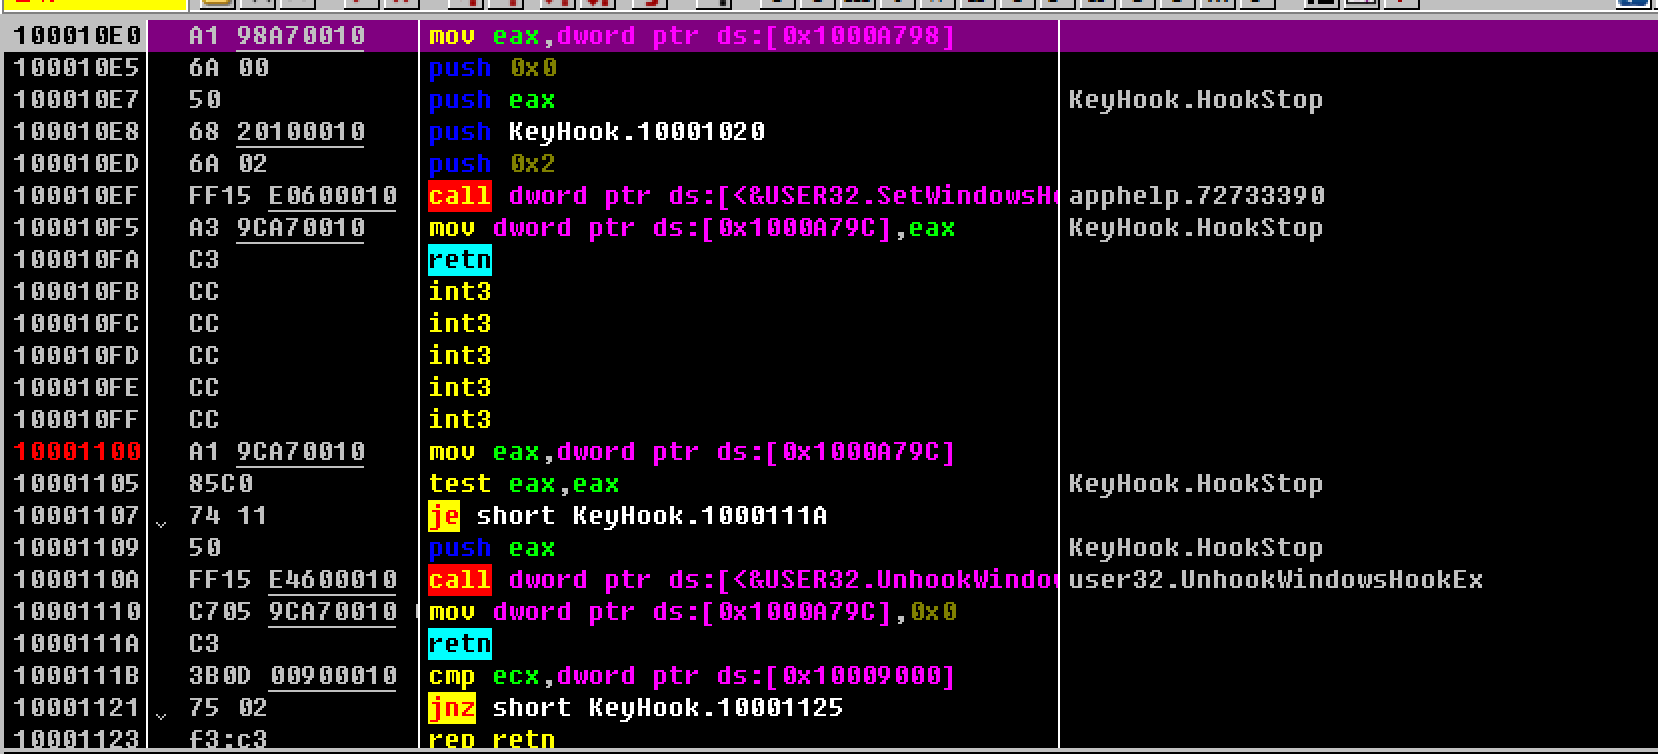 100010E0 A1 98A70010 mov eax,dword ptr ds:[0x1000A798]
100010E5 6A 00 push 0x0
100010E7 50 push eax KeyHook.HookStop
100010E8 68 20100010 push KeyHook.10001020
100010ED 6A 02 push 0x2
100010EF FF15 E0600010 call dword ptr ds:[<&USER32.SetWindowsH apphelp.72733390
100010F5 A3 9CA70010 mov dword ptr ds:[0x1000A79C],eax KeyHook.HookStop
100010FA C3 retn
100010FB CC int3
100010FC CC int3
100010FD CC int3
100010FE CC int3
100010FF CC int3
10001100 A1 9CA70010 mov eax,dword ptr ds:[0x1000A79C]
10001105 85C0 test eax,eax KeyHook.HookStop
10001107 74 11 je short KeyHook.1000111A
10001109 50 push eax KeyHook.HookStop
1000110A FF15 E4600010 call dword ptr ds:[<&USER32.UnhookWindow user32.UnhookWindowsHookEx
10001110 C705 9CA70010 mov dword ptr ds:[0x1000A79C],0x0
1000111A C3 retn
1000111B 3B0D 00900010 cmp ecx,dword ptr ds:[0x10009000]
10001121 75 02 jnz short KeyHook.10001125
10001123 f3:c3 rep retn